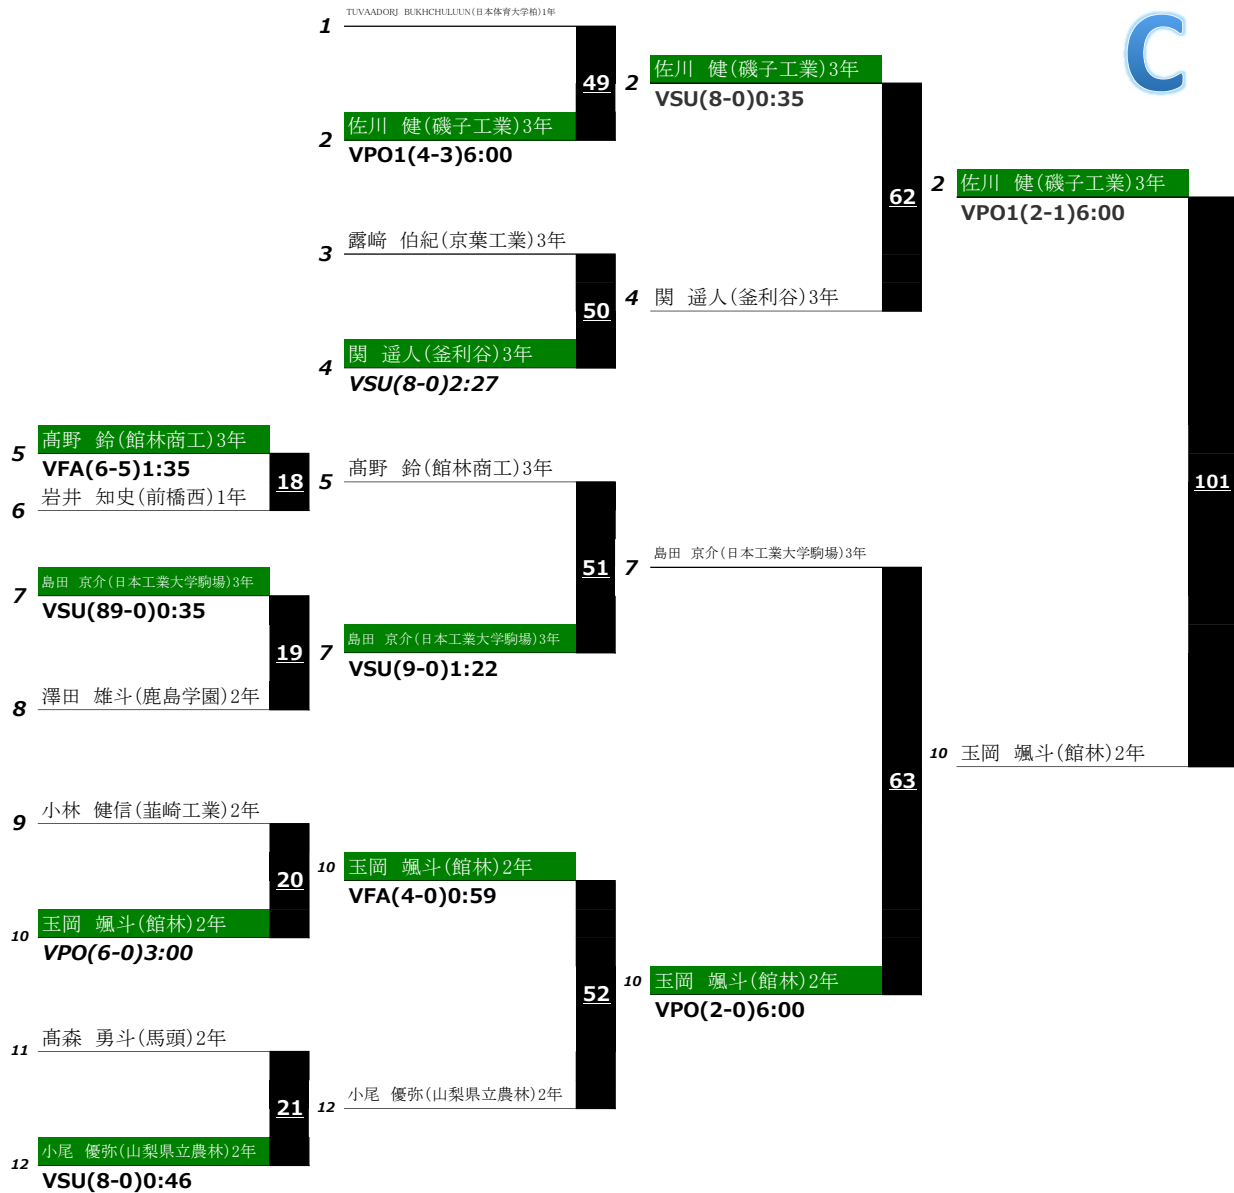 C
1 TUVAADORJ BUKHCHULUUN(日本体育大学柏)1年
49
2 佐川 健(磯子工業)3年
VPO1(4-3)6:00
2 佐川 健(磯子工業)3年
VSU(8-0)0:35
62
2 佐川 健(磯子工業)3年
VPO1(2-1)6:00
3 露﨑 伯紀(京葉工業)3年
50
4 関 遥人(釜利谷)3年
VSU(8-0)2:27
4 関 遥人(釜利谷)3年
101
5 髙野 鈴(館林商工)3年
VFA(6-5)1:35
18
6 岩井 知史(前橋西)1年
5 髙野 鈴(館林商工)3年
51
7 島田 京介(日本工業大学駒場)3年
7 島田 京介(日本工業大学駒場)3年
VSU(89-0)0:35
19
7 島田 京介(日本工業大学駒場)3年
VSU(9-0)1:22
8 澤田 雄斗(鹿島学園)2年
63
10 玉岡 颯斗(館林)2年
9 小林 健信(韮崎工業)2年
20
10 玉岡 颯斗(館林)2年
VPO(6-0)3:00
10 玉岡 颯斗(館林)2年
VFA(4-0)0:59
52
10 玉岡 颯斗(館林)2年
VPO(2-0)6:00
11 髙森 勇斗(馬頭)2年
21
12 小尾 優弥(山梨県立農林)2年
12 小尾 優弥(山梨県立農林)2年
VSU(8-0)0:46